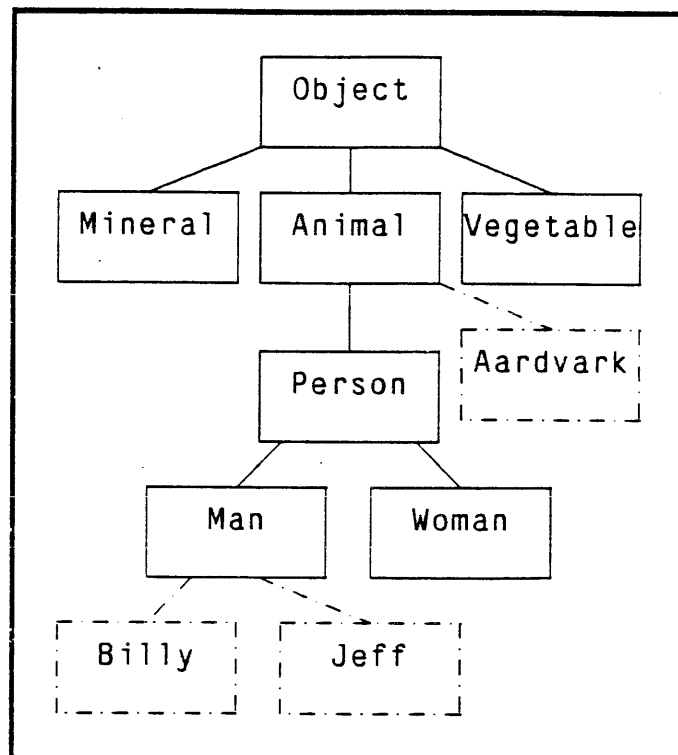 Object
Mineral Animal Vegetable
Aardvark
Person
Man Woman
Billy Jeff